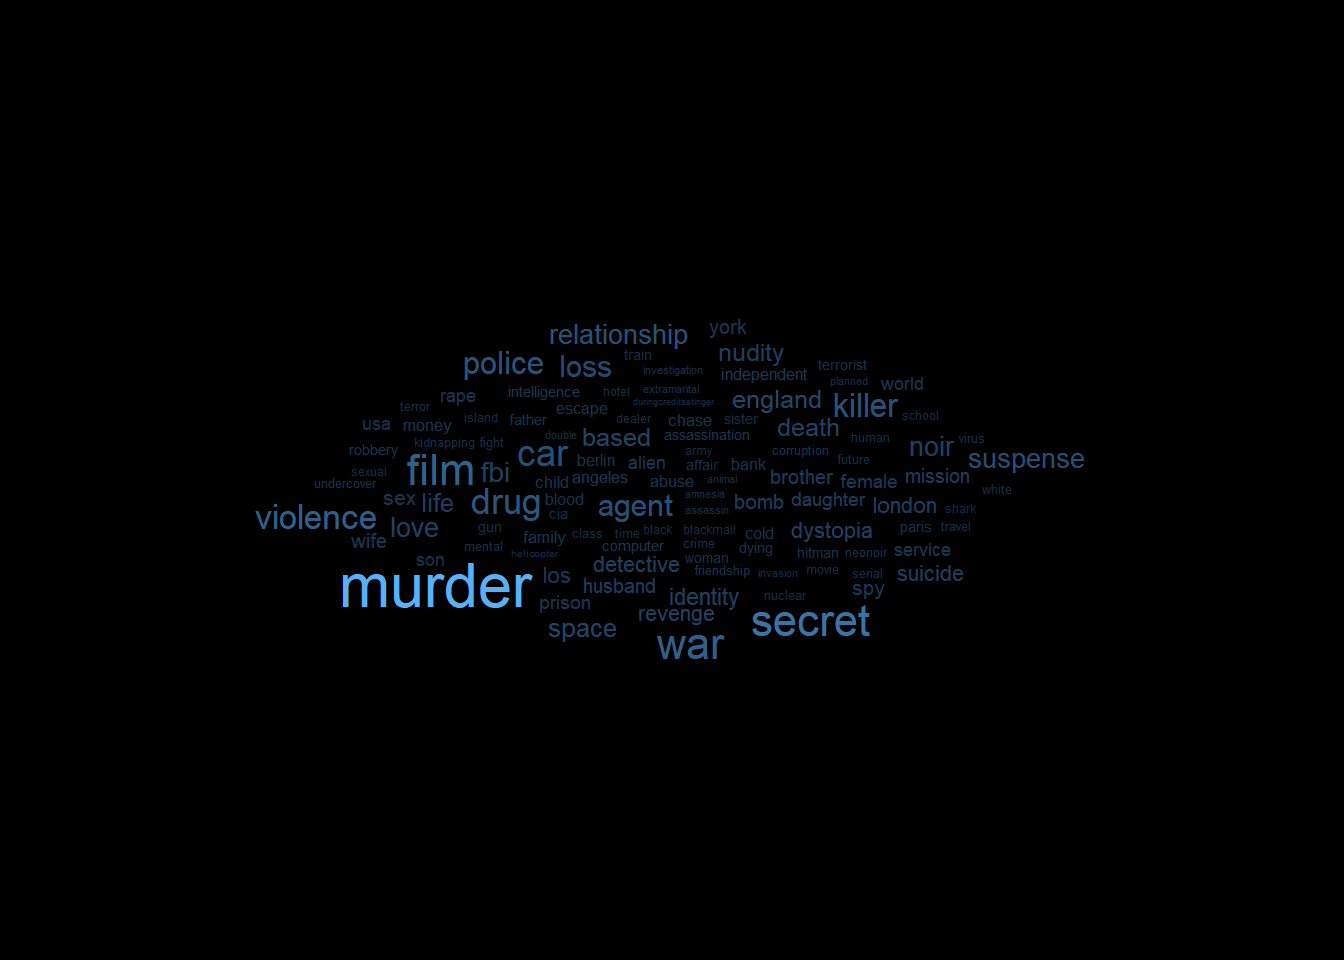 relationship york
police loss train nudity
investigation independent terrorist
planned world
rape intelligence hotel extramarital england killer
terror escape duringcreditsstinger school
usa money island father dealer chase sister death
kidnapping fight double based assassination human noir virus
robbery car army corruption suspense
film fbi berlin alien affair bank future
sexual undercover child angeles abuse animal brother female mission white
sex life drug blood agent amnesia bomb daughter london shark
violence love gun cia assassin dystopia paris travel
wife family class time black blackmail cold
mental helicopter computer crime woman dying hitman neonoir service
son detective friendship invasion movie serial suicide
murder los husband identity nuclear spy
prison revenge secret
space war